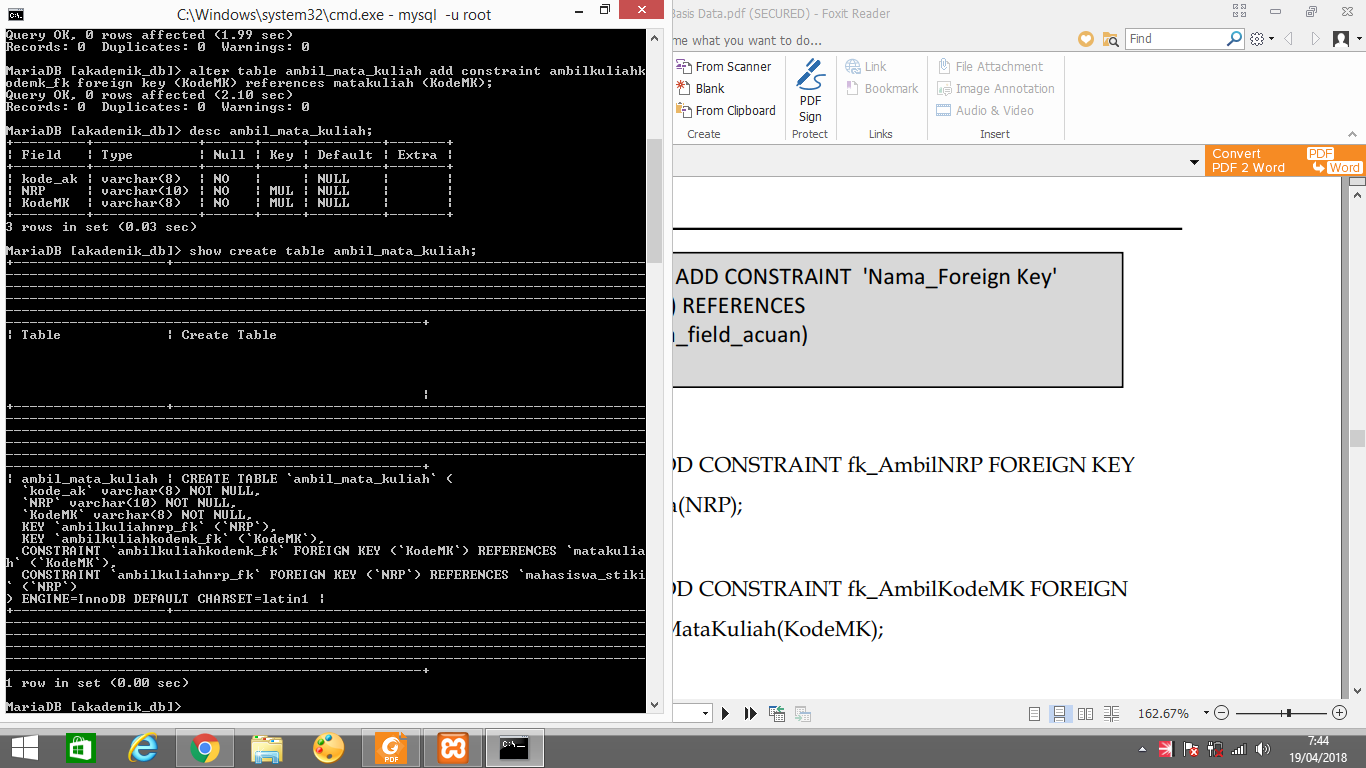 C:\Windows\system32\cmd.exe - mysql  -u root
Query OK, 0 rows affected (1.99 sec)
Records: 0  Duplicates: 0  Warnings: 0
MariaDB [akademik_db]> alter table ambil_mata_kuliah add constraint ambilkuliahk
odemk_fk foreign key (KodeMK) references matakuliah (KodeMK);
Query OK, 0 rows affected (2.10 sec)
Records: 0  Duplicates: 0  Warnings: 0
MariaDB [akademik_db]> desc ambil_mata_kuliah;
| Field    | Type        | Null | Key | Default | Extra |
| kode_ak  | varchar(8)  | NO   |     | NULL    |       |
| NRP      | varchar(10) | NO   | MUL | NULL    |       |
| KodeMK   | varchar(8)  | NO   | MUL | NULL    |       |
3 rows in set (0.03 sec)
MariaDB [akademik_db]> show create table ambil_mata_kuliah;
| Table             | Create Table
|
| ambil_mata_kuliah | CREATE TABLE `ambil_mata_kuliah` (
`kode_ak` varchar(8) NOT NULL,
`NRP` varchar(10) NOT NULL,
`KodeMK` varchar(8) NOT NULL,
KEY `ambilkuliahnrp_fk` (`NRP`),
KEY `ambilkuliahkodemk_fk` (`KodeMK`),
CONSTRAINT `ambilkuliahkodemk_fk` FOREIGN KEY (`KodeMK`) REFERENCES `matakulia
h` (`KodeMK`),
CONSTRAINT `ambilkuliahnrp_fk` FOREIGN KEY (`NRP`) REFERENCES `mahasiswa_stiki
` (`NRP`)
) ENGINE=InnoDB DEFAULT CHARSET=latin1 |
1 row in set (0.00 sec)
MariaDB [akademik_db]>
Basis Data.pdf (SECURED) - Foxit Reader
me what you want to do...
Find
From Scanner
Blank
From Clipboard
Create
PDF
Sign
Protect
Link
Bookmark
Links
File Attachment
Image Annotation
Audio & Video
Insert
Convert PDF
PDF 2 Word Word
ADD CONSTRAINT  'Nama_Foreign Key'
) REFERENCES
_field_acuan)
DD CONSTRAINT fk_AmbilNRP FOREIGN KEY
a(NRP);
DD CONSTRAINT fk_AmbilKodeMK FOREIGN
MataKuliah(KodeMK);
162.67%
PDF
C:\
7:44
19/04/2018